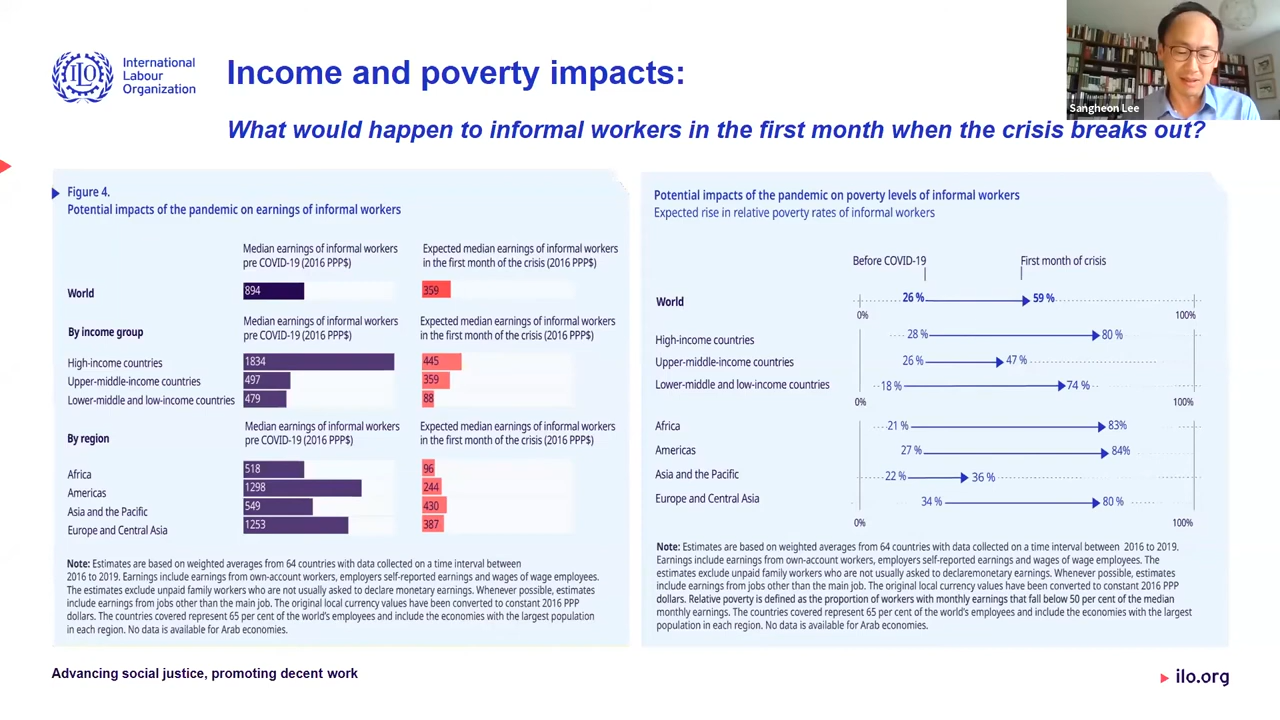 International
Labour
Organization
Income and poverty impacts:
What would happen to informal workers in the first month when the crisis breaks out?
Sangheon Lee
Figure 4.
Potential impacts of the pandemic on earnings of informal workers
Median earnings of informal workers
pre COVID-19 (2016 PPP$)
Expected median earnings of informal workers
in the first month of the crisis (2016 PPP$)
World
894
359
By income group
Median earnings of informal workers
pre COVID-19 (2016 PPP$)
Expected median earnings of informal workers
in the first month of the crisis (2016 PPP$)
High-income countries
1834
445
Upper-middle-income countries
497
359
Lower-middle and low-income countries
479
88
By region
Median earnings of informal workers
pre COVID-19 (2016 PPP$)
Expected median earnings of informal workers
in the first month of the crisis (2016 PPP$)
Africa
518
96
Americas
1298
244
Asia and the Pacific
549
430
Europe and Central Asia
1253
387
Note: Estimates are based on weighted averages from 64 countries with data collected on a time interval between
2016 to 2019. Earnings include earnings from own-account workers, employers self-reported earnings and wages of wage employees.
The estimates exclude unpaid family workers who are not usually asked to declare monetary earnings. Whenever possible, estimates
include earnings from jobs other than the main job. The original local currency values have been converted to constant 2016 PPP
dollars. The countries covered represent 65 per cent of the world's employees and include the economies with the largest population
in each region. No data is available for Arab economies.
Potential impacts of the pandemic on poverty levels of informal workers
Expected rise in relative poverty rates of informal workers
Before COVID-19
First month of crisis
World
26 %
59 %
0%
100%
High-income countries
28 %
80 %
Upper-middle-income countries
26 %
47 %
Lower-middle and low-income countries
18 %
74 %
0%
100%
Africa
21 %
83%
Americas
27 %
84%
Asia and the Pacific
22 %
36 %
Europe and Central Asia
34 %
80 %
0%
100%
Note: Estimates are based on weighted averages from 64 countries with data collected on a time interval between 2016 to 2019.
Earnings include earnings from own-account workers, employers self-reported earnings and wages of wage employees. The
estimates exclude unpaid family workers who are not usually asked to declaremonetary earnings. Whenever possible, estimates
include earnings from jobs other than the main job. The original local currency values have been converted to constant 2016 PPP
dollars. Relative poverty is defined as the proportion of workers with monthly earnings that fall below 50 per cent of the median
monthly earnings. The countries covered represent 65 per cent of the world's employees and include the economies with the largest
population in each region. No data is available for Arab economies.
Advancing social justice, promoting decent work
ilo.org